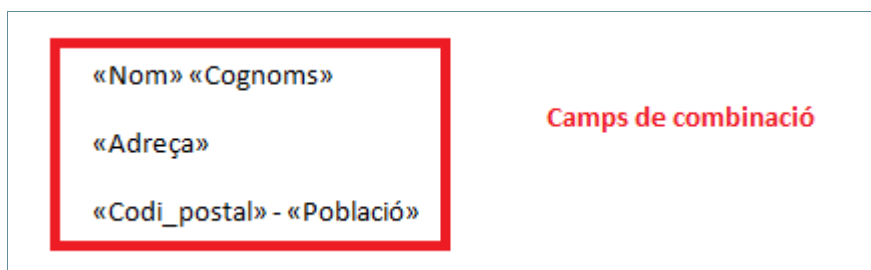 «Nom» «Cognoms»
Camps de combinació
«Adreça»
«Codi_postal» - «Població»